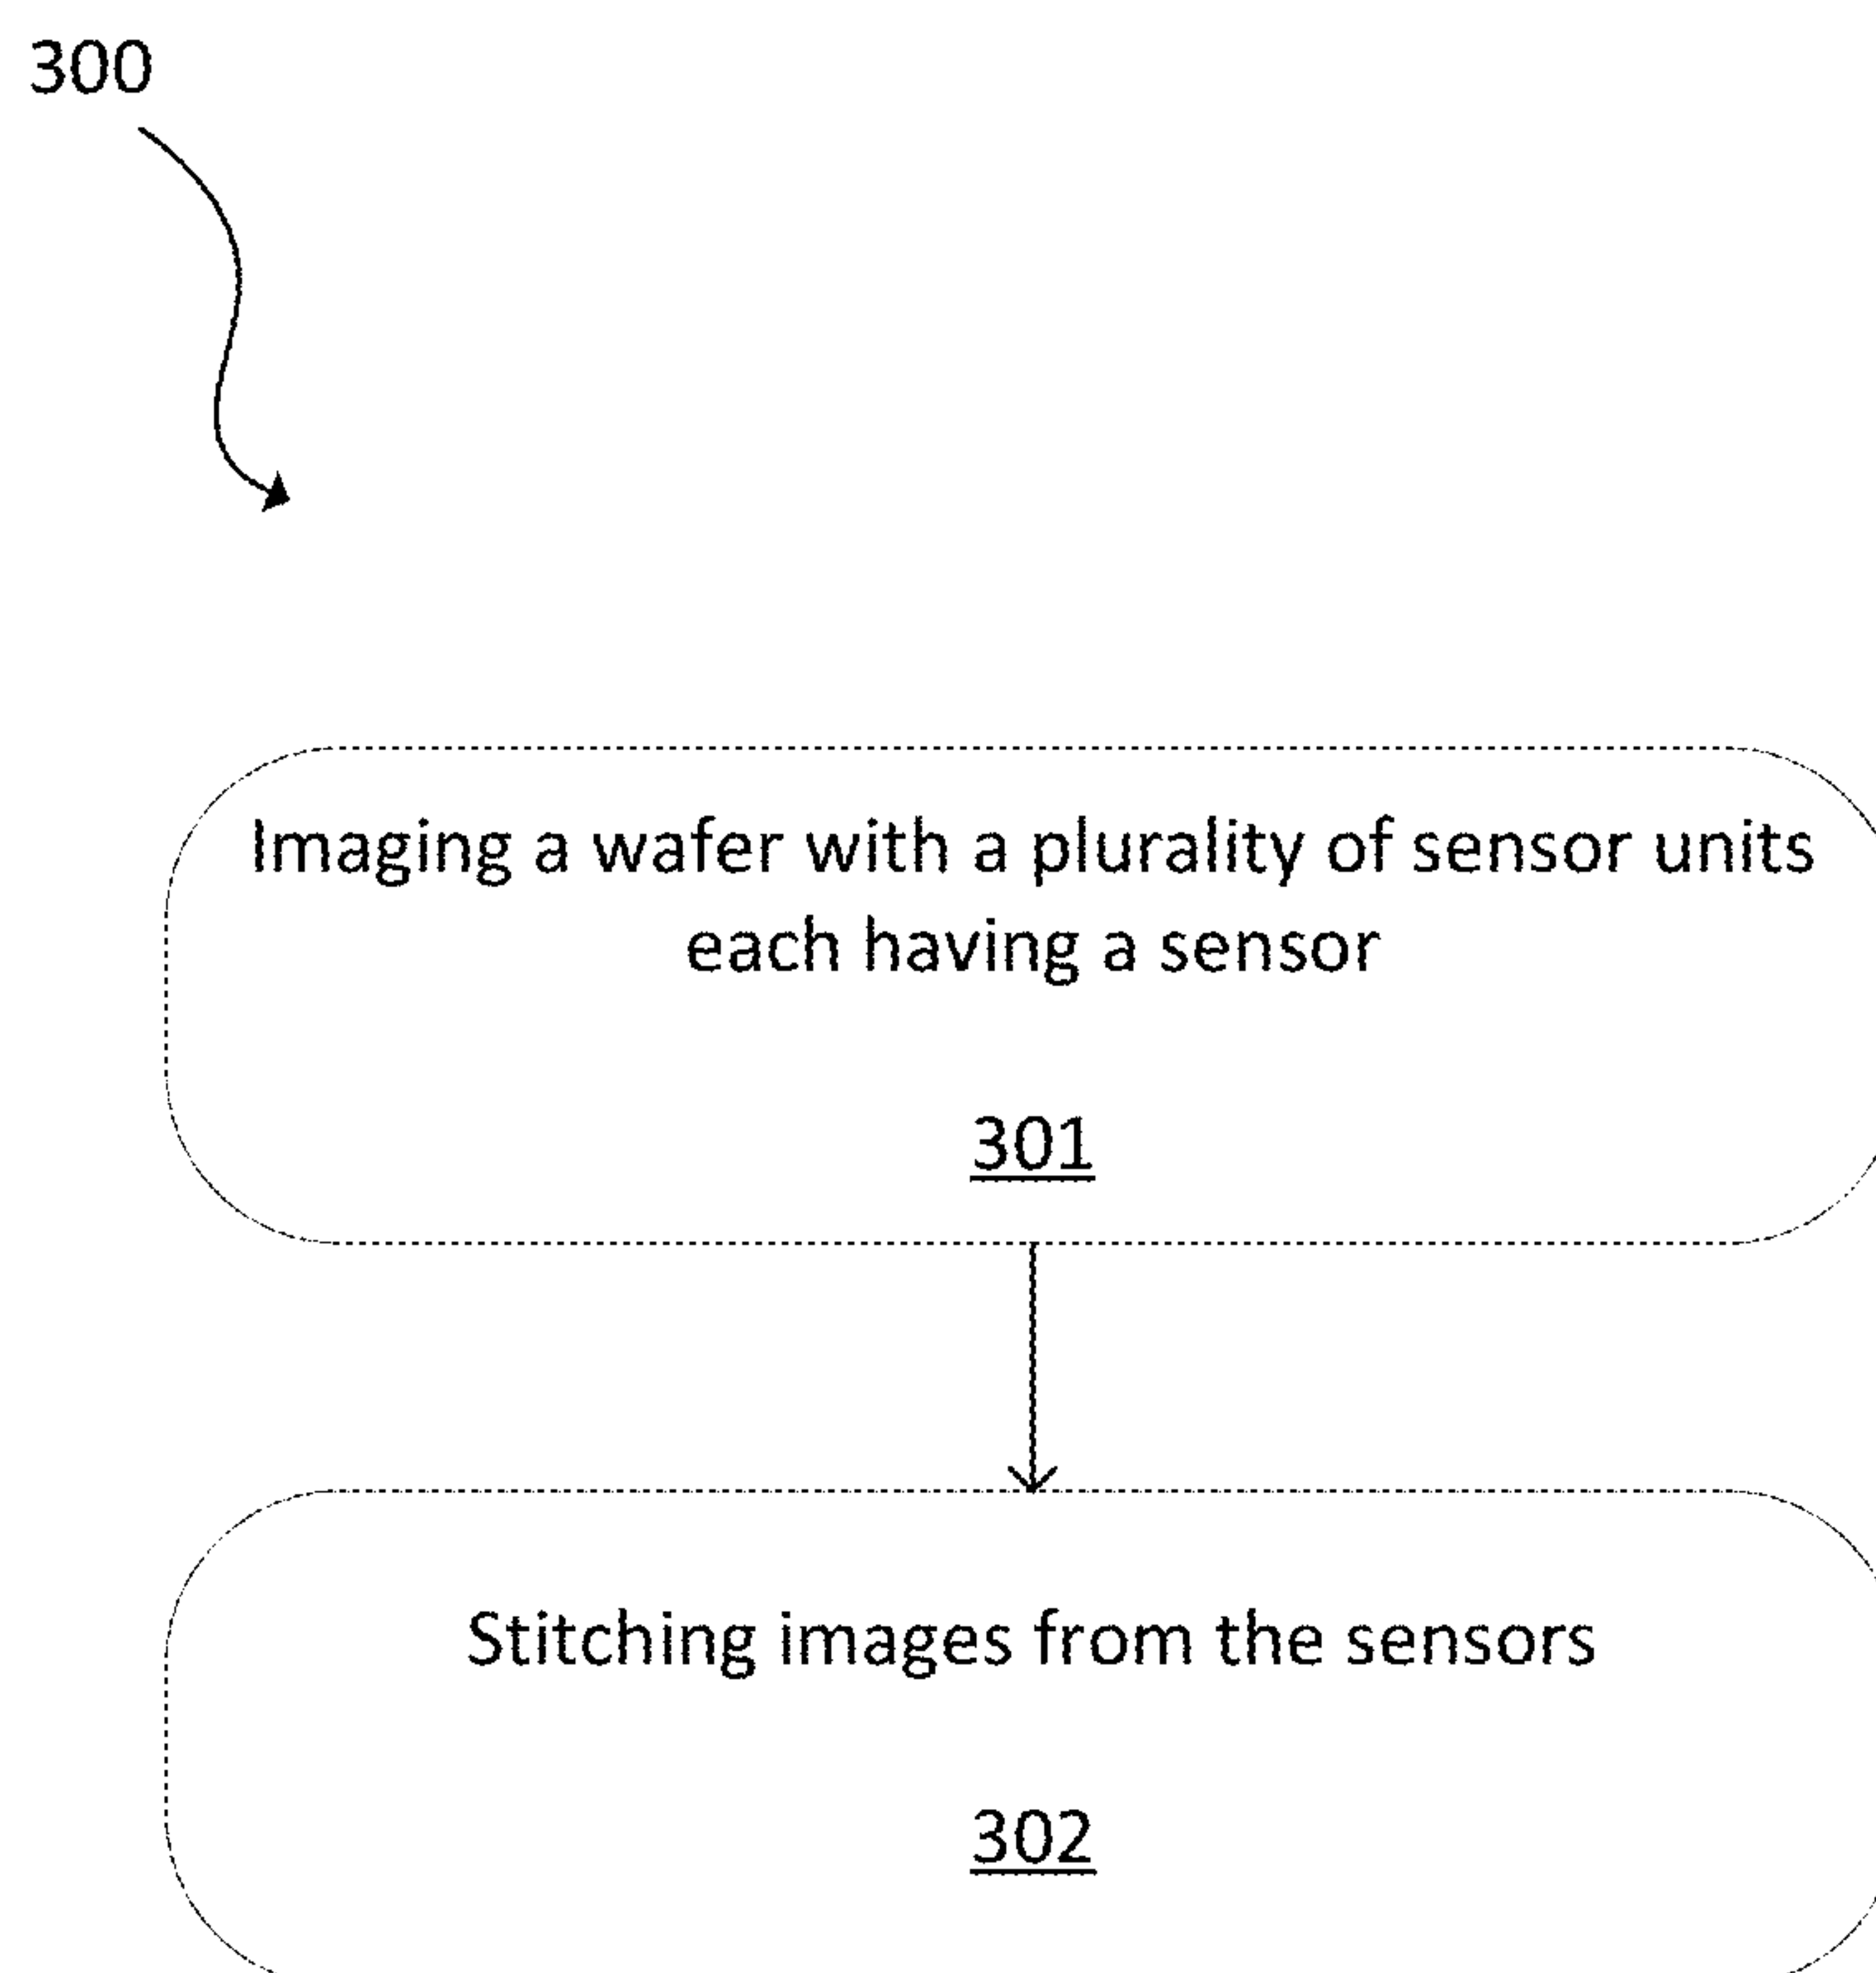 300
Imaging a wafer with a plurality of sensor units
each having a sensor
301
Stitching images from the sensors
302